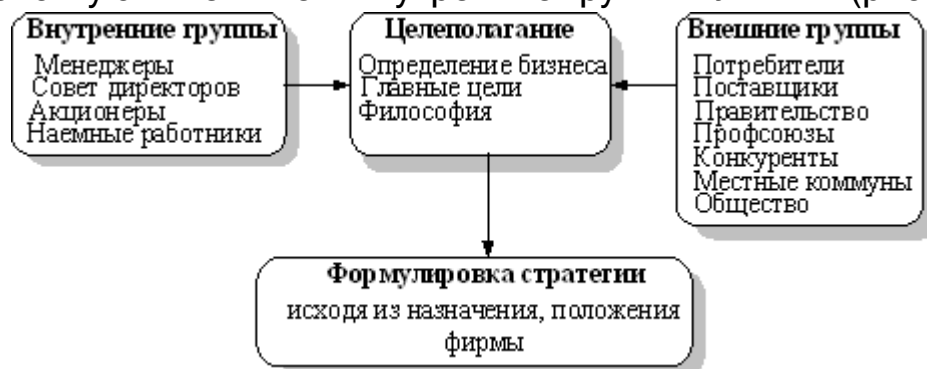 Внутренние группы
Менеджеры
Совет директоров
Акционеры
Наемные работники
Целеполагание
Определение бизнеса
Главные цели
Философия
Внешние группы
Потребители
Поставщики
Правительство
Профсоюзы
Конкуренты
Местные коммуны
Общество
Формулировка стратегии
исходя из назначения, положения
фирмы